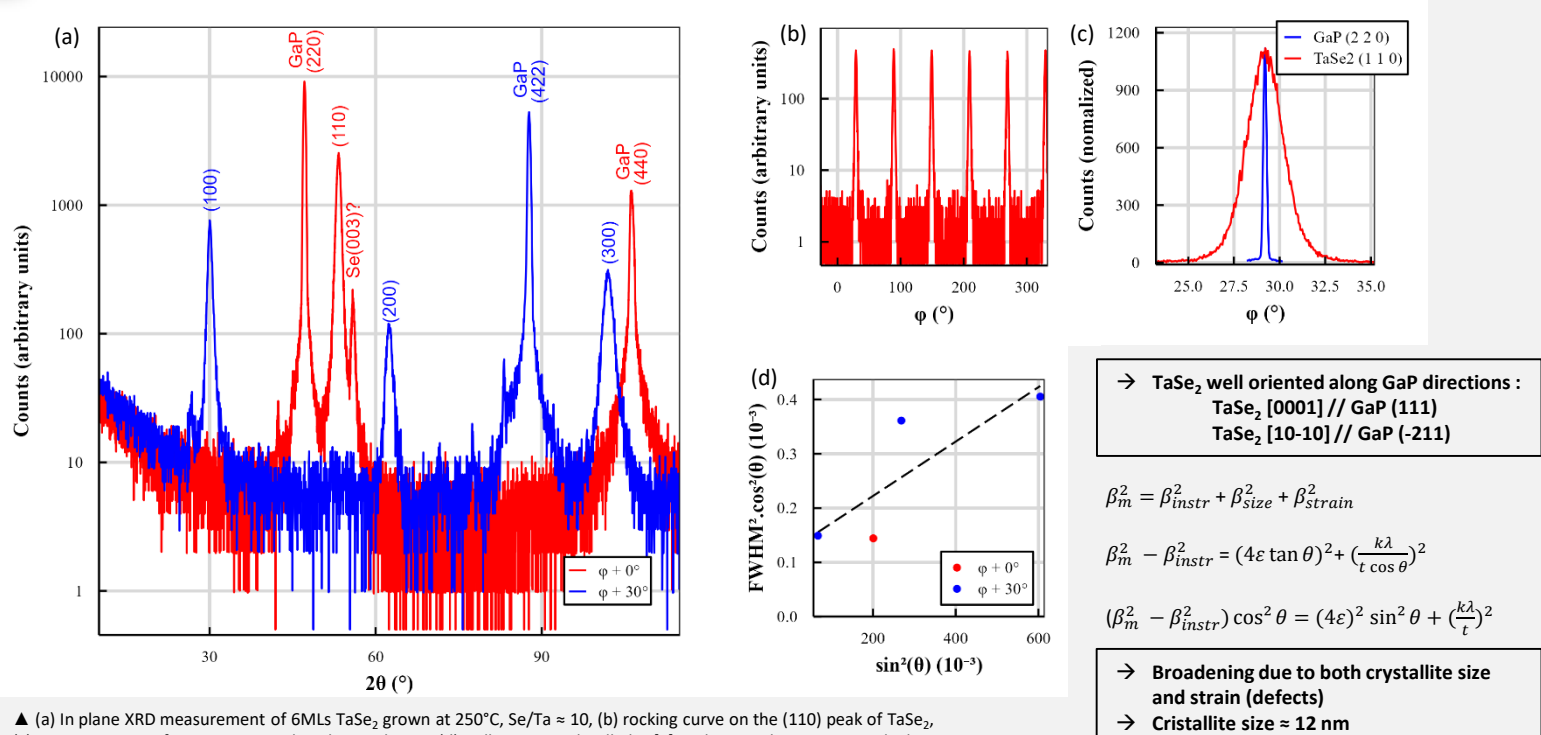 (a)
GaP
(220)
(110)
Se(003)?
(100)
(200)
GaP
(422)
(300)
GaP
(440)
10000
1000
100
10
1
Counts (arbitrary units)
φ + 0°
φ + 30°
30
60
90
2θ (°)
(b)
Counts (arbitrary units)
100
10
1
0
100
200
300
φ (°)
(c)
Counts (nomalized)
1200
900
600
300
0
GaP (2 2 0)
TaSe2 (1 1 0)
25.0
27.5
30.0
32.5
35.0
φ (°)
(d)
FWHM².cos²(θ) (10⁻³)
0.4
0.3
0.2
0.1
0.0
φ + 0°
φ + 30°
200
400
600
sin²(θ) (10⁻³)
→ TaSe₂ well oriented along GaP directions :
TaSe₂ [0001] // GaP (111)
TaSe₂ [10-10] // GaP (-211)
β²ₘ = β²_instr + β²_size + β²_strain
β²ₘ − β²_instr = (4ε tan θ)² + (kλ / t cos θ)²
(β²ₘ − β²_instr) cos² θ = (4ε)² sin² θ + (kλ / t)²
→ Broadening due to both crystallite size
and strain (defects)
→ Cristallite size ≈ 12 nm
▲ (a) In plane XRD measurement of 6MLs TaSe₂ grown at 250°C, Se/Ta ≈ 10, (b) rocking curve on the (110) peak of TaSe₂,